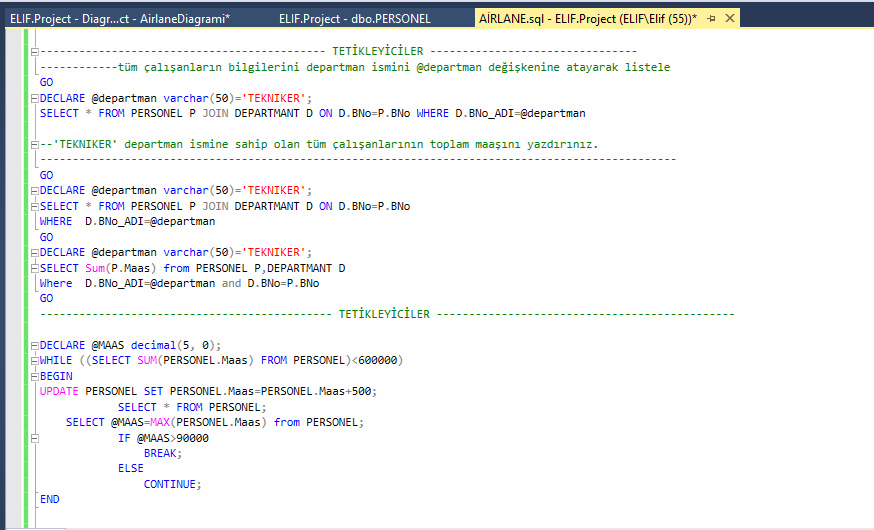 ELIF.Project - Diagr...ct - AirlaneDiagrami* ELIF.Project - dbo.PERSONEL AİRLANE.sql - ELIF.Project (ELIF\Elif (55))*
-------------------------------------------- TETİKLEYİCİLER --------------------------------
------------tüm çalışanların bilgilerini departman ismini @departman değişkenine atayarak listele
GO
DECLARE @departman varchar(50)='TEKNIKER';
SELECT * FROM PERSONEL P JOIN DEPARTMANT D ON D.BNo=P.BNo WHERE D.BNo_ADI=@departman
--'TEKNIKER' departman ismine sahip olan tüm çalışanlarının toplam maaşını yazdırınız.
--------------------------------------------------------------------------------------------------
GO
DECLARE @departman varchar(50)='TEKNIKER';
SELECT * FROM PERSONEL P JOIN DEPARTMANT D ON D.BNo=P.BNo
WHERE  D.BNo_ADI=@departman
GO
DECLARE @departman varchar(50)='TEKNIKER';
SELECT Sum(P.Maas) from PERSONEL P,DEPARTMANT D
Where  D.BNo_ADI=@departman and D.BNo=P.BNo
GO
--------------------------------------------- TETİKLEYİCİLER ----------------------------------------------
DECLARE @MAAS decimal(5, 0);
WHILE ((SELECT SUM(PERSONEL.Maas) FROM PERSONEL)<600000)
BEGIN
UPDATE PERSONEL SET PERSONEL.Maas=PERSONEL.Maas+500;
SELECT * FROM PERSONEL;
SELECT @MAAS=MAX(PERSONEL.Maas) from PERSONEL;
IF @MAAS>90000
BREAK;
ELSE
CONTINUE;
END